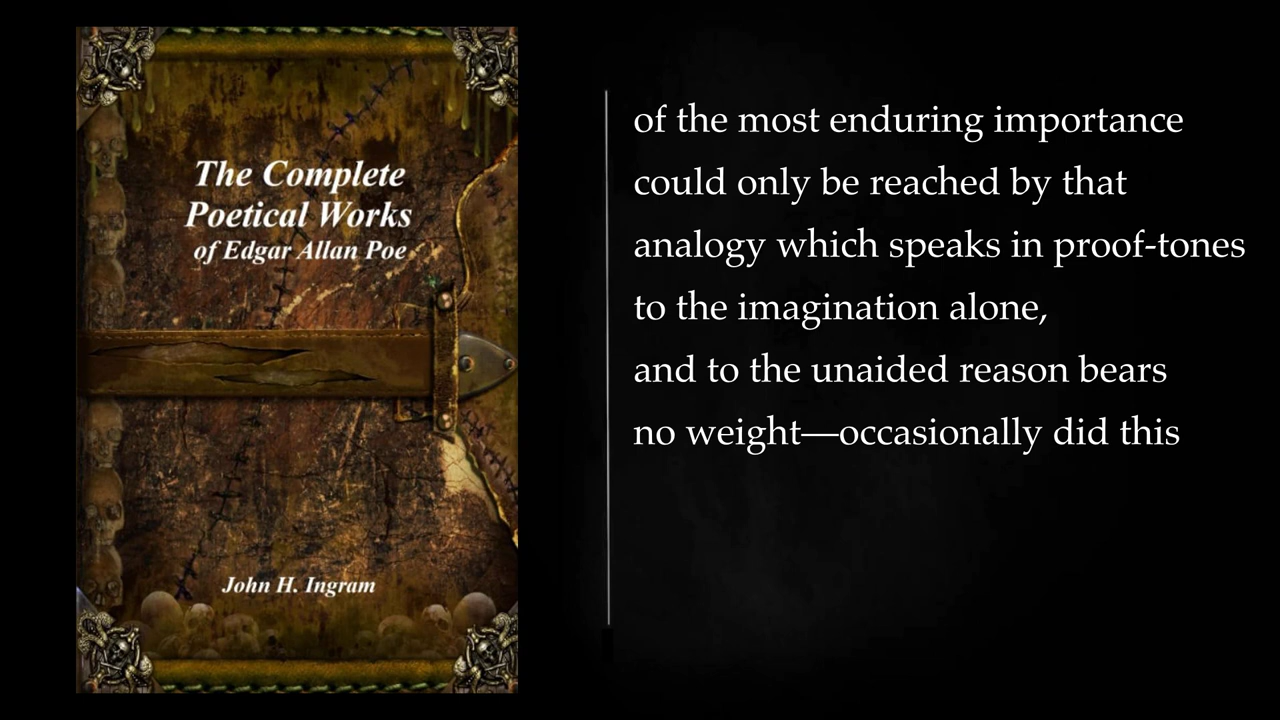 The Complete
Poetical Works
of Edgar Allan Poe
John H. Ingram
of the most enduring importance
could only be reached by that
analogy which speaks in proof-tones
to the imagination alone,
and to the unaided reason bears
no weight—occasionally did this